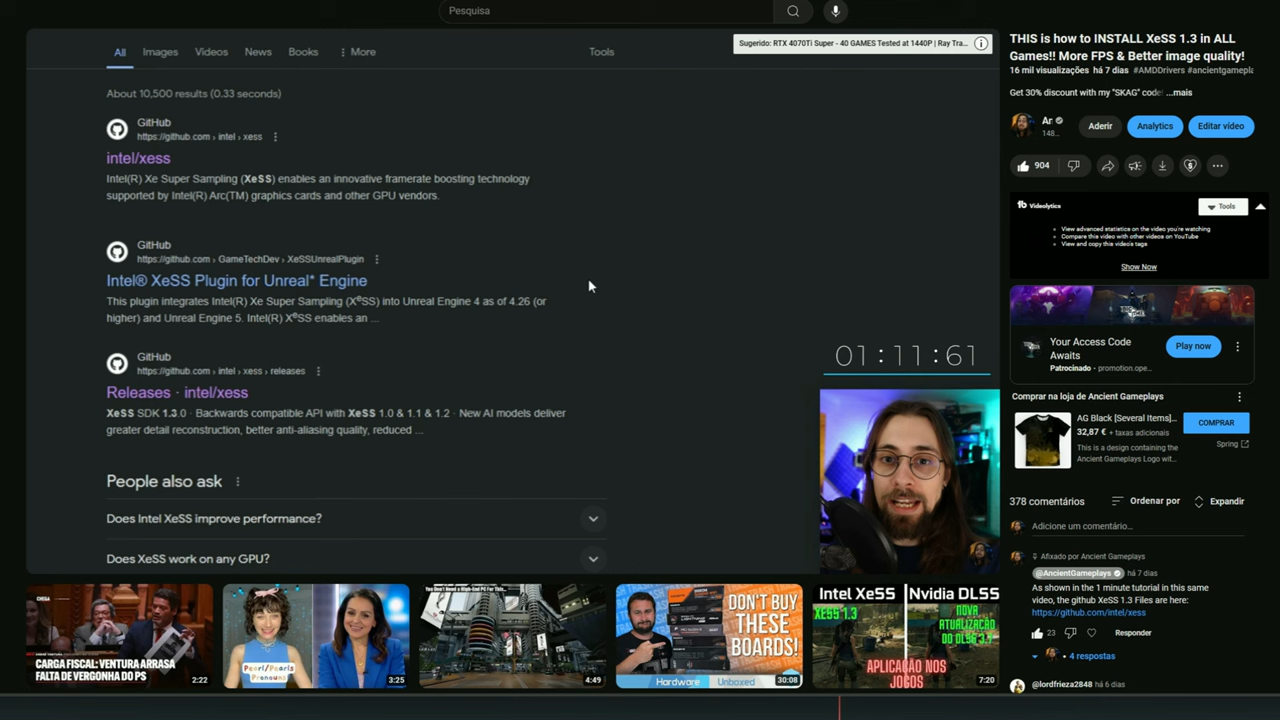 Pesquisa
All Images Videos News Books More Tools
Sugerido: RTX 4070Ti Super - 40 GAMES Tested at 1440P | Ray Tra...
About 10,500 results (0.33 seconds)
GitHub
https://github.com › intel › xess
intel/xess
Intel(R) Xe Super Sampling (XeSS) enables an innovative framerate boosting technology
supported by Intel(R) Arc(TM) graphics cards and other GPU vendors.
GitHub
https://github.com › GameTechDev › XeSSUnrealPlugin
Intel® XeSS Plugin for Unreal* Engine
This plugin integrates Intel(R) Xe Super Sampling (XᵉSS) into Unreal Engine 4 as of 4.26 (or
higher) and Unreal Engine 5. Intel(R) XᵉSS enables an ...
GitHub
https://github.com › intel › xess › releases
Releases · intel/xess
XeSS SDK 1.3.0 · Backwards compatible API with XeSS 1.0 & 1.1 & 1.2 · New AI models deliver
greater detail reconstruction, better anti-aliasing quality, reduced ...
People also ask
Does Intel XeSS improve performance?
Does XeSS work on any GPU?
01:11:61
CARGA FISCAL: VENTURA ARRASA
FALTA DE VERGONHA DO PS
2:22
Pearl/Pearls
Pronouns
3:25
You Don't Need a High-End PC For This...
4:49
DON'T BUY
THESE
BOARDS!
Hardware Unboxed
30:08
Intel XeSS Nvidia DLSS
XESS 1.3
NOVA
ATUALIZAÇÃO
DO DLSS 3.7
APLICAÇÃO NOS
JOGOS
7:20
THIS is how to INSTALL XeSS 1.3 in ALL
Games!! More FPS & Better image quality!
16 mil visualizações há 7 dias #AMDDrivers #ancientgamepla
Get 30% discount with my "SKAG" code! ...mais
Ar
148...
Aderir
Analytics
Editar vídeo
904
Videolytics
Tools
View advanced statistics on the video you're watching
Compare this video with other videos on YouTube
View and copy this video's tags
Show Now
Your Access Code
Awaits
Patrocinado · promotion.ope...
Play now
Comprar na loja de Ancient Gameplays
AG Black [Several Items]...
32,87 € + taxas adicionais
This is a design containing the
Ancient Gameplays Logo wit...
COMPRAR
Spring
378 comentários Ordenar por Expandir
Adicione um comentário...
Afixado por Ancient Gameplays
@AncientGameplays há 7 dias
As shown in the 1 minute tutorial in this same
video, the github XeSS 1.3 Files are here:
https://github.com/intel/xess
23 Responder
4 respostas
@lordfrieza2848 há 6 dias